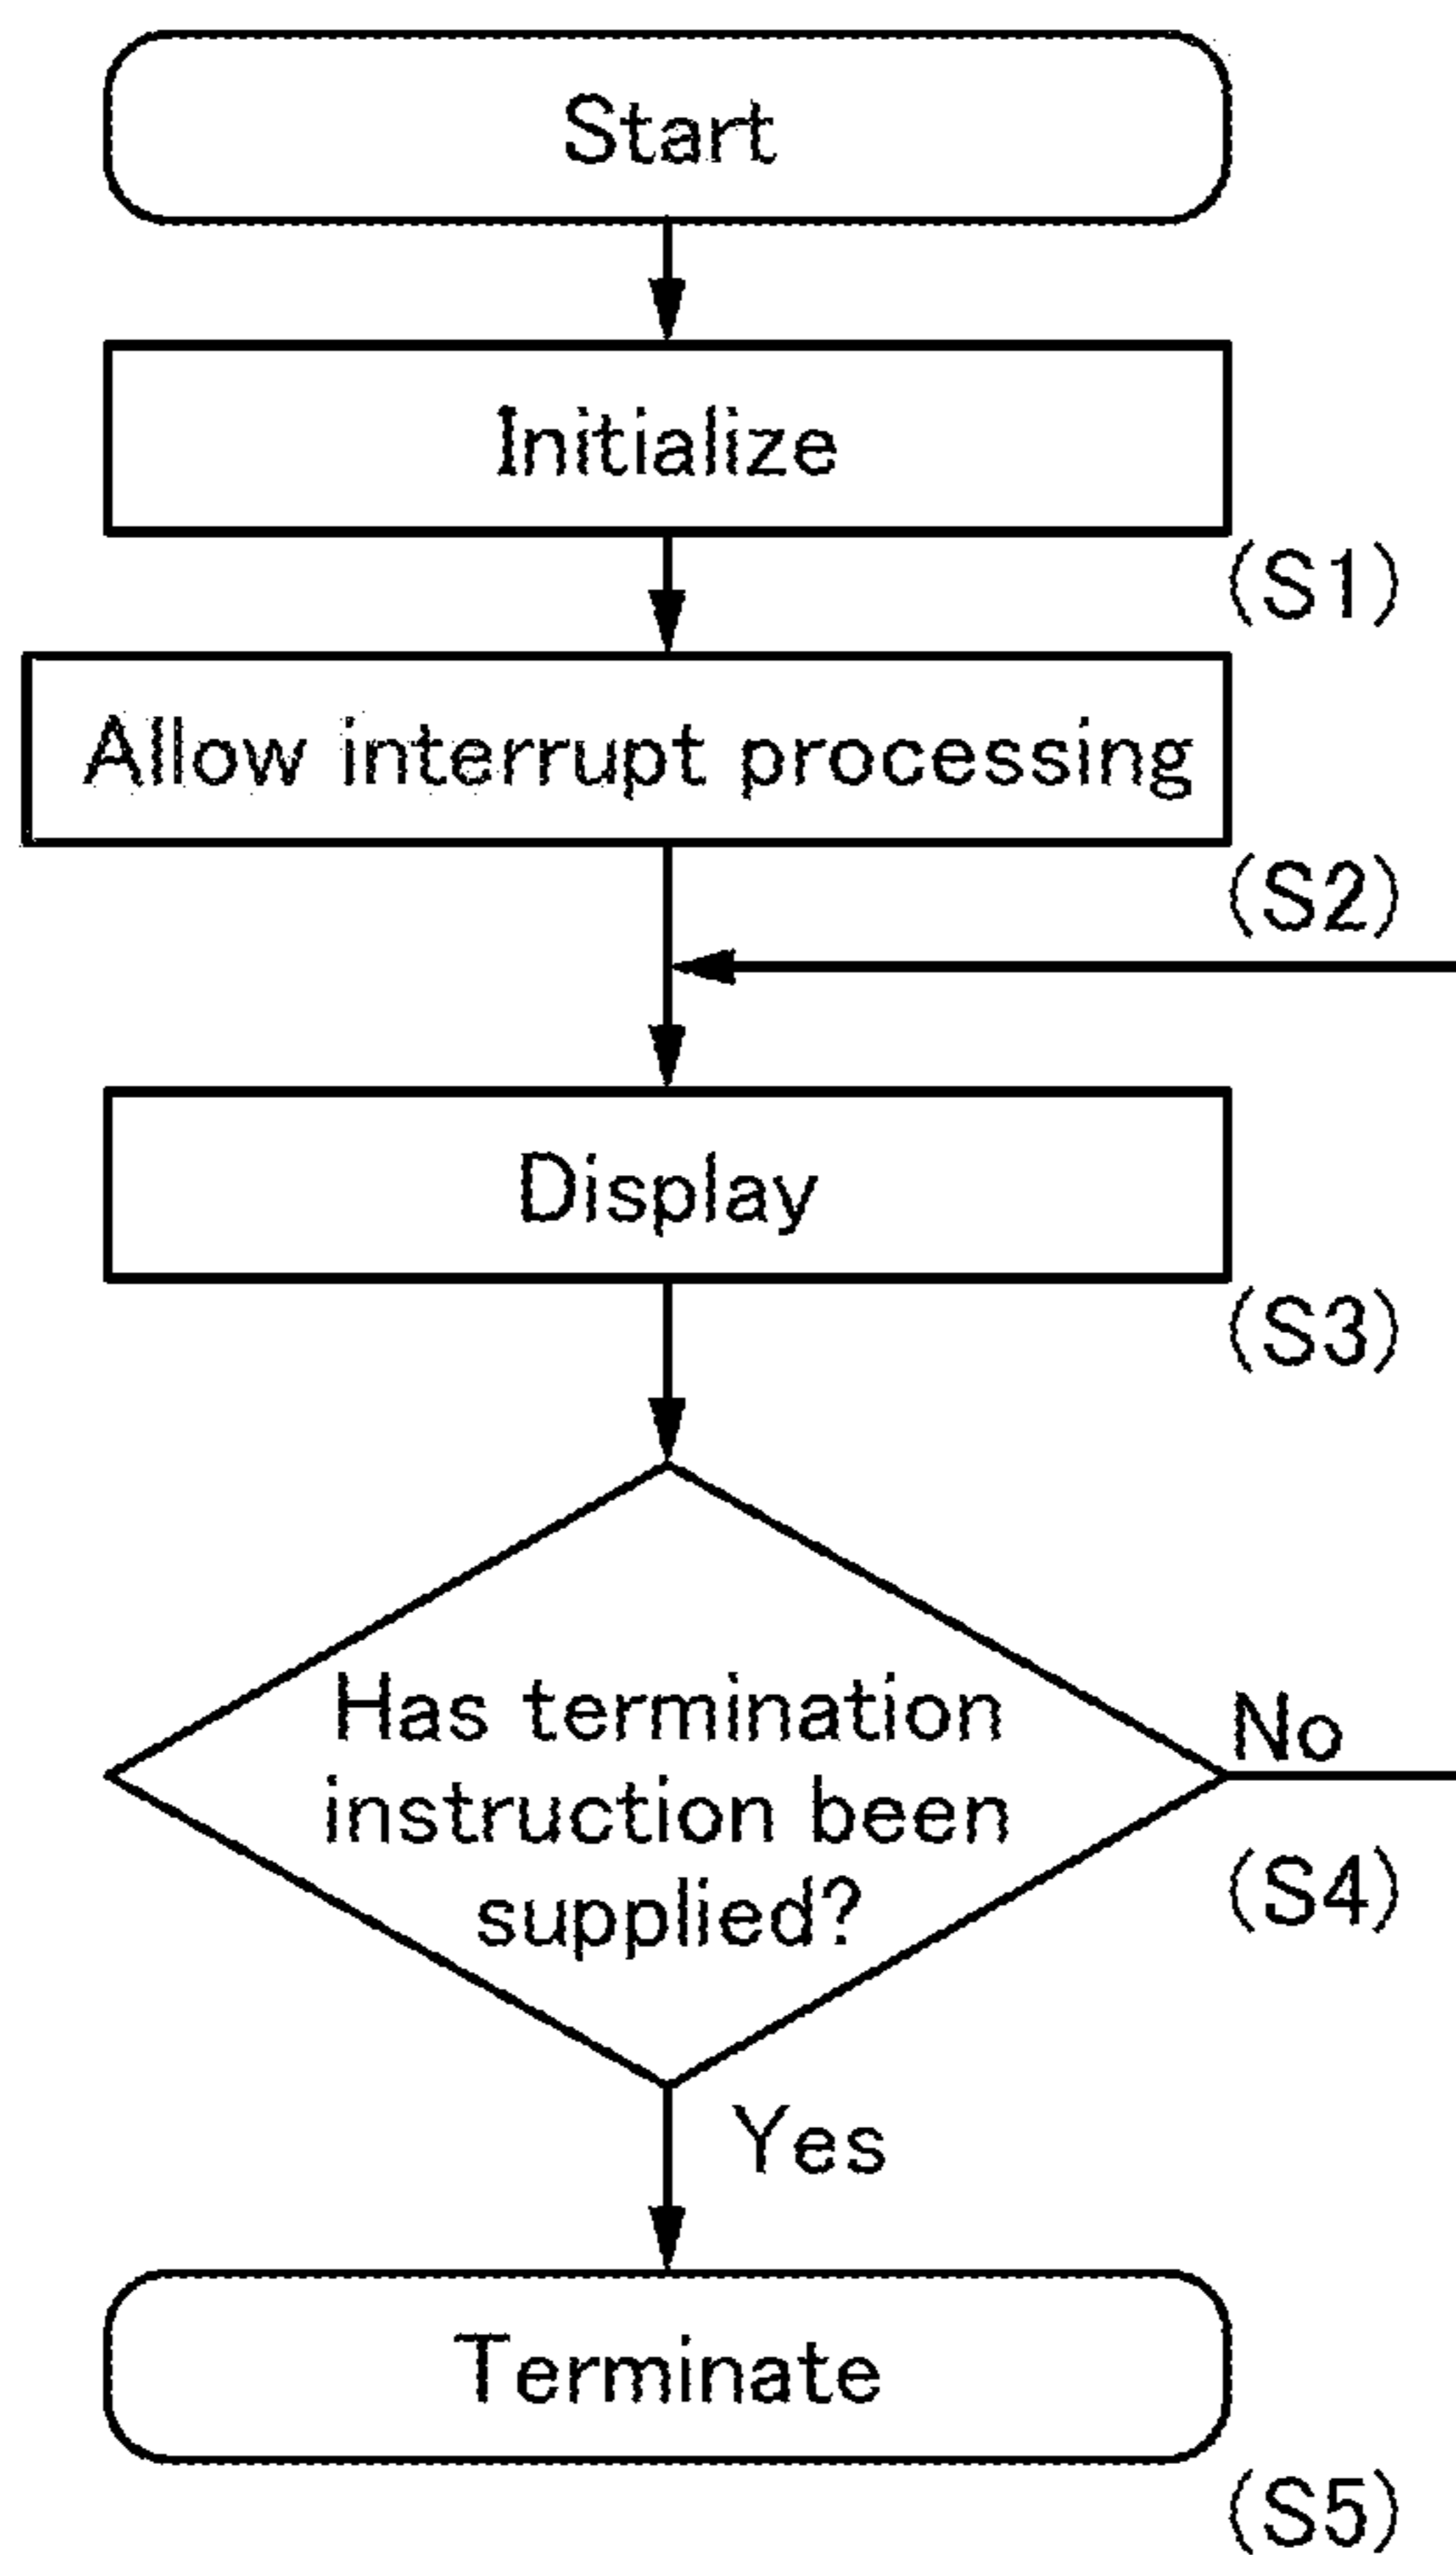 Start
Initialize
(S1)
Allow interrupt processing
(S2)
Display
(S3)
Has termination
instruction been
supplied?
No
(S4)
Yes
Terminate
(S5)